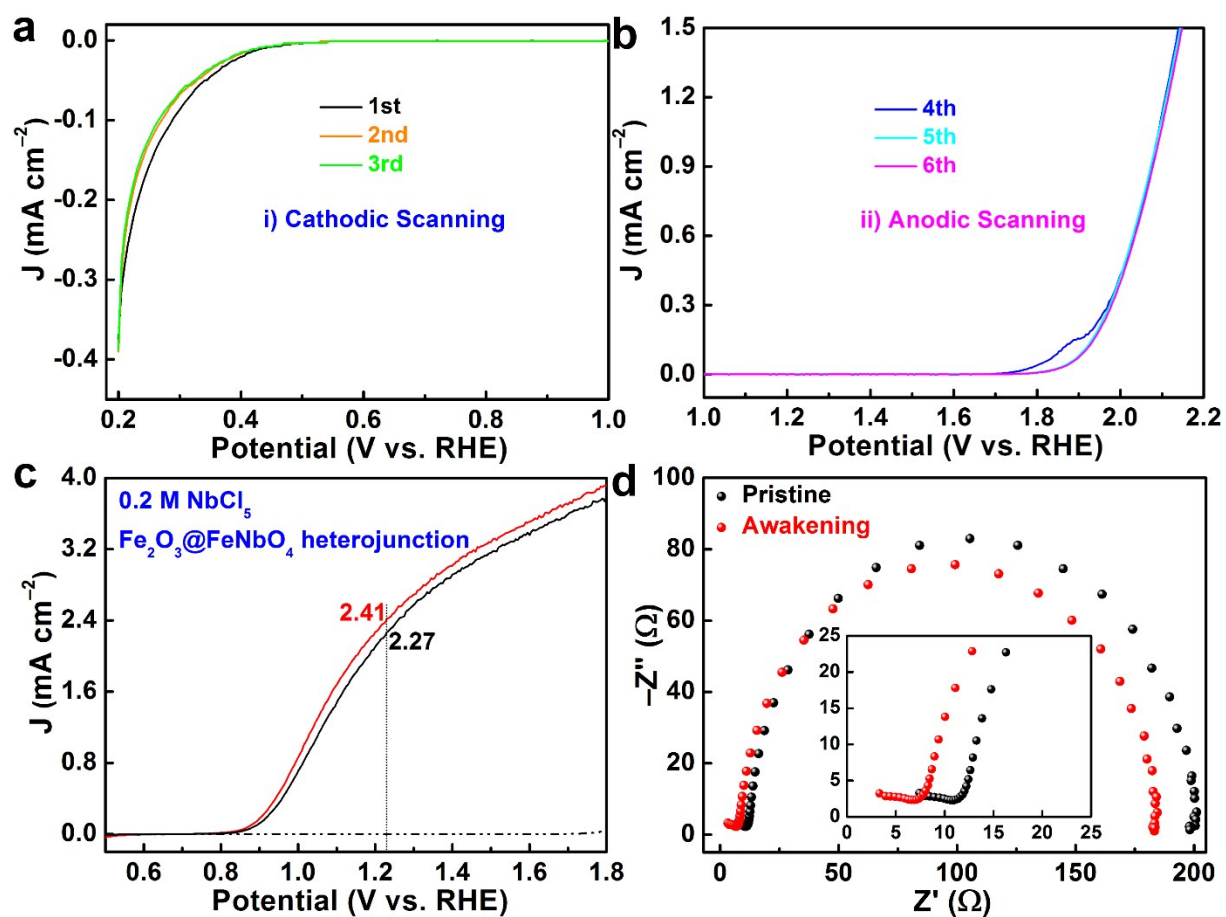 a
0.0
-0.1
-0.2
-0.3
-0.4
J (mA cm⁻²)
1st
2nd
3rd
i) Cathodic Scanning
0.2 0.4 0.6 0.8 1.0
Potential (V vs. RHE)
b
1.5
1.2
0.9
0.6
0.3
0.0
J (mA cm⁻²)
4th
5th
6th
ii) Anodic Scanning
1.0 1.2 1.4 1.6 1.8 2.0
Potential (V vs. RHE)
c
4.0
3.2
2.4
1.6
0.8
0.0
J (mA cm⁻²)
0.2 M NbCl₅
Fe₂O₃@FeNbO₄ heterojunction
2.41
2.27
0.6 0.8 1.0 1.2 1.4 1.6 1.8
Potential (V vs. RHE)
d
100
80
60
40
20
0
−Z'' (Ω)
Pristine
Awakening
25
20
15
10
5
0
0 5 10 15 20 25
0 50 100 150 200
Z' (Ω)